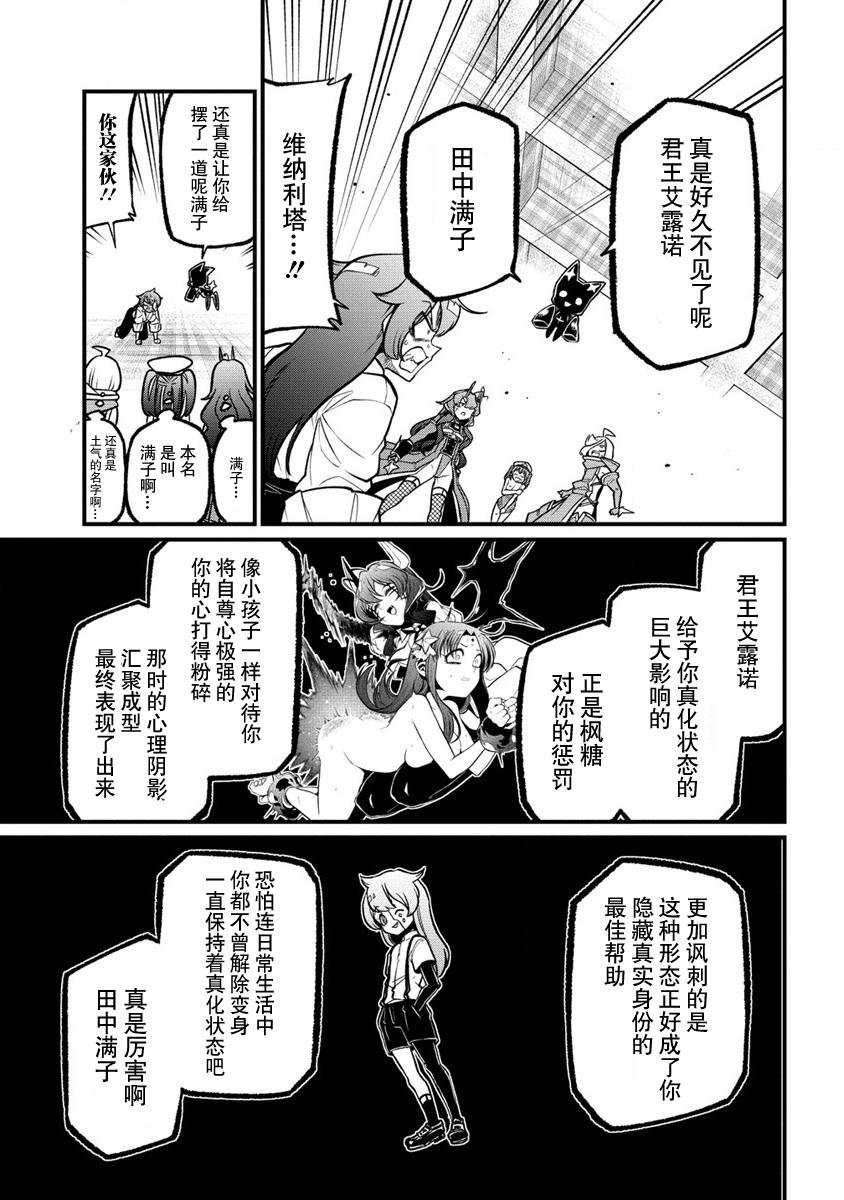 真是好久不见了呢
君王艾露诺
田中满子
维纳利塔…!!
还真是让你给
摆了一道呢满子
你这家伙!!
满子…
本名
是叫
满子啊…
还真是
土气的名字啊…
君王艾露诺
给予你真化状态的
巨大影响的
正是枫糖
对你的惩罚
像小孩子一样对待你
将自尊心极强的
你的心打得粉碎
那时的心理阴影
汇聚成型
最终表现了出来
更加讽刺的是
这种形态正好成了你
隐藏真实身份的
最佳帮助
恐怕连日常生活中
你都不曾解除变身
一直保持着真化状态吧
真是厉害啊
田中满子